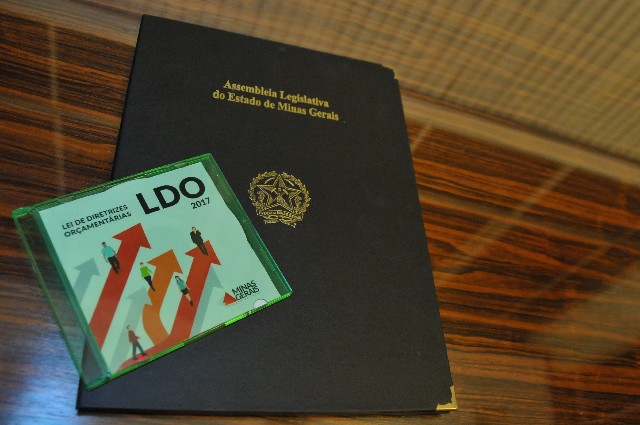 Assembleia Legislativa
do Estado de Minas Gerais
LEI DE DIRETRIZES
ORÇAMENTÁRIAS
LDO
2017
MINAS
GERAIS